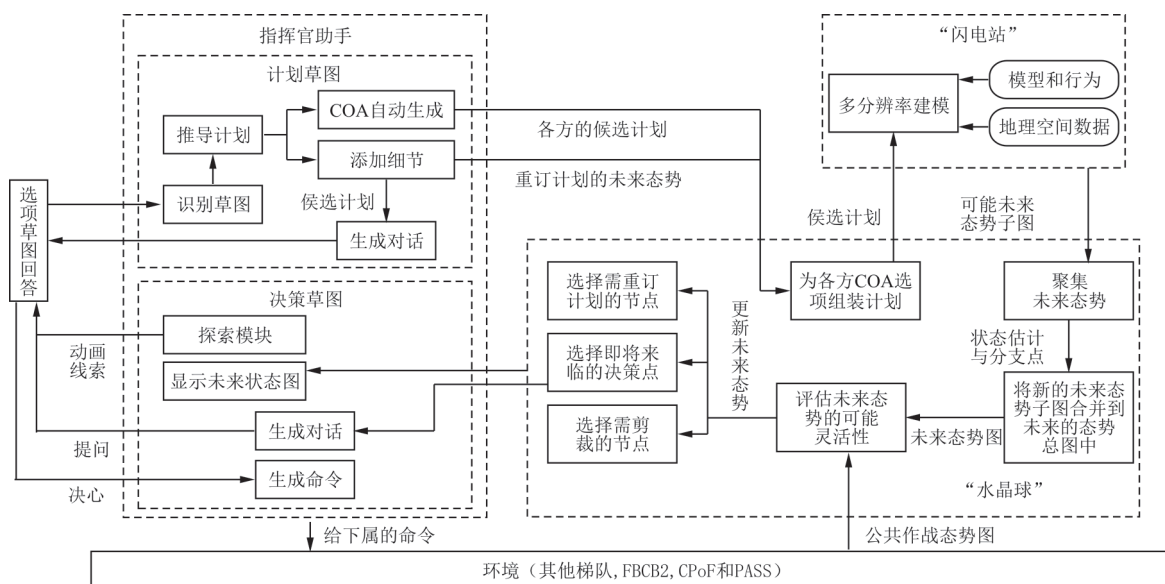 指挥官助手
计划草图
COA自动生成
推导计划
添加细节
识别草图
侯选计划
生成对话
选
项
草
图
回
答
各方的候选计划
重订计划的未来态势
“闪电站”
多分辨率建模
模型和行为
地理空间数据
侯选计划
可能未来
态势子图
决策草图
探索模块
显示未来状态图
生成对话
生成命令
动画
线索
提问
决心
选择需重订
计划的节点
选择即将来
临的决策点
选择需剪
裁的节点
更
新
未
来
态
势
为各方COA选
项组装计划
聚集
未来态势
状态估计
与分支点
评估未来态
势的可能
灵活性
未来态势图
将新的未来态
势子图合并到
未来的态势
总图中
“水晶球”
给下属的命令
公共作战态势图
环境（其他梯队,FBCB2,CPoF和PASS）